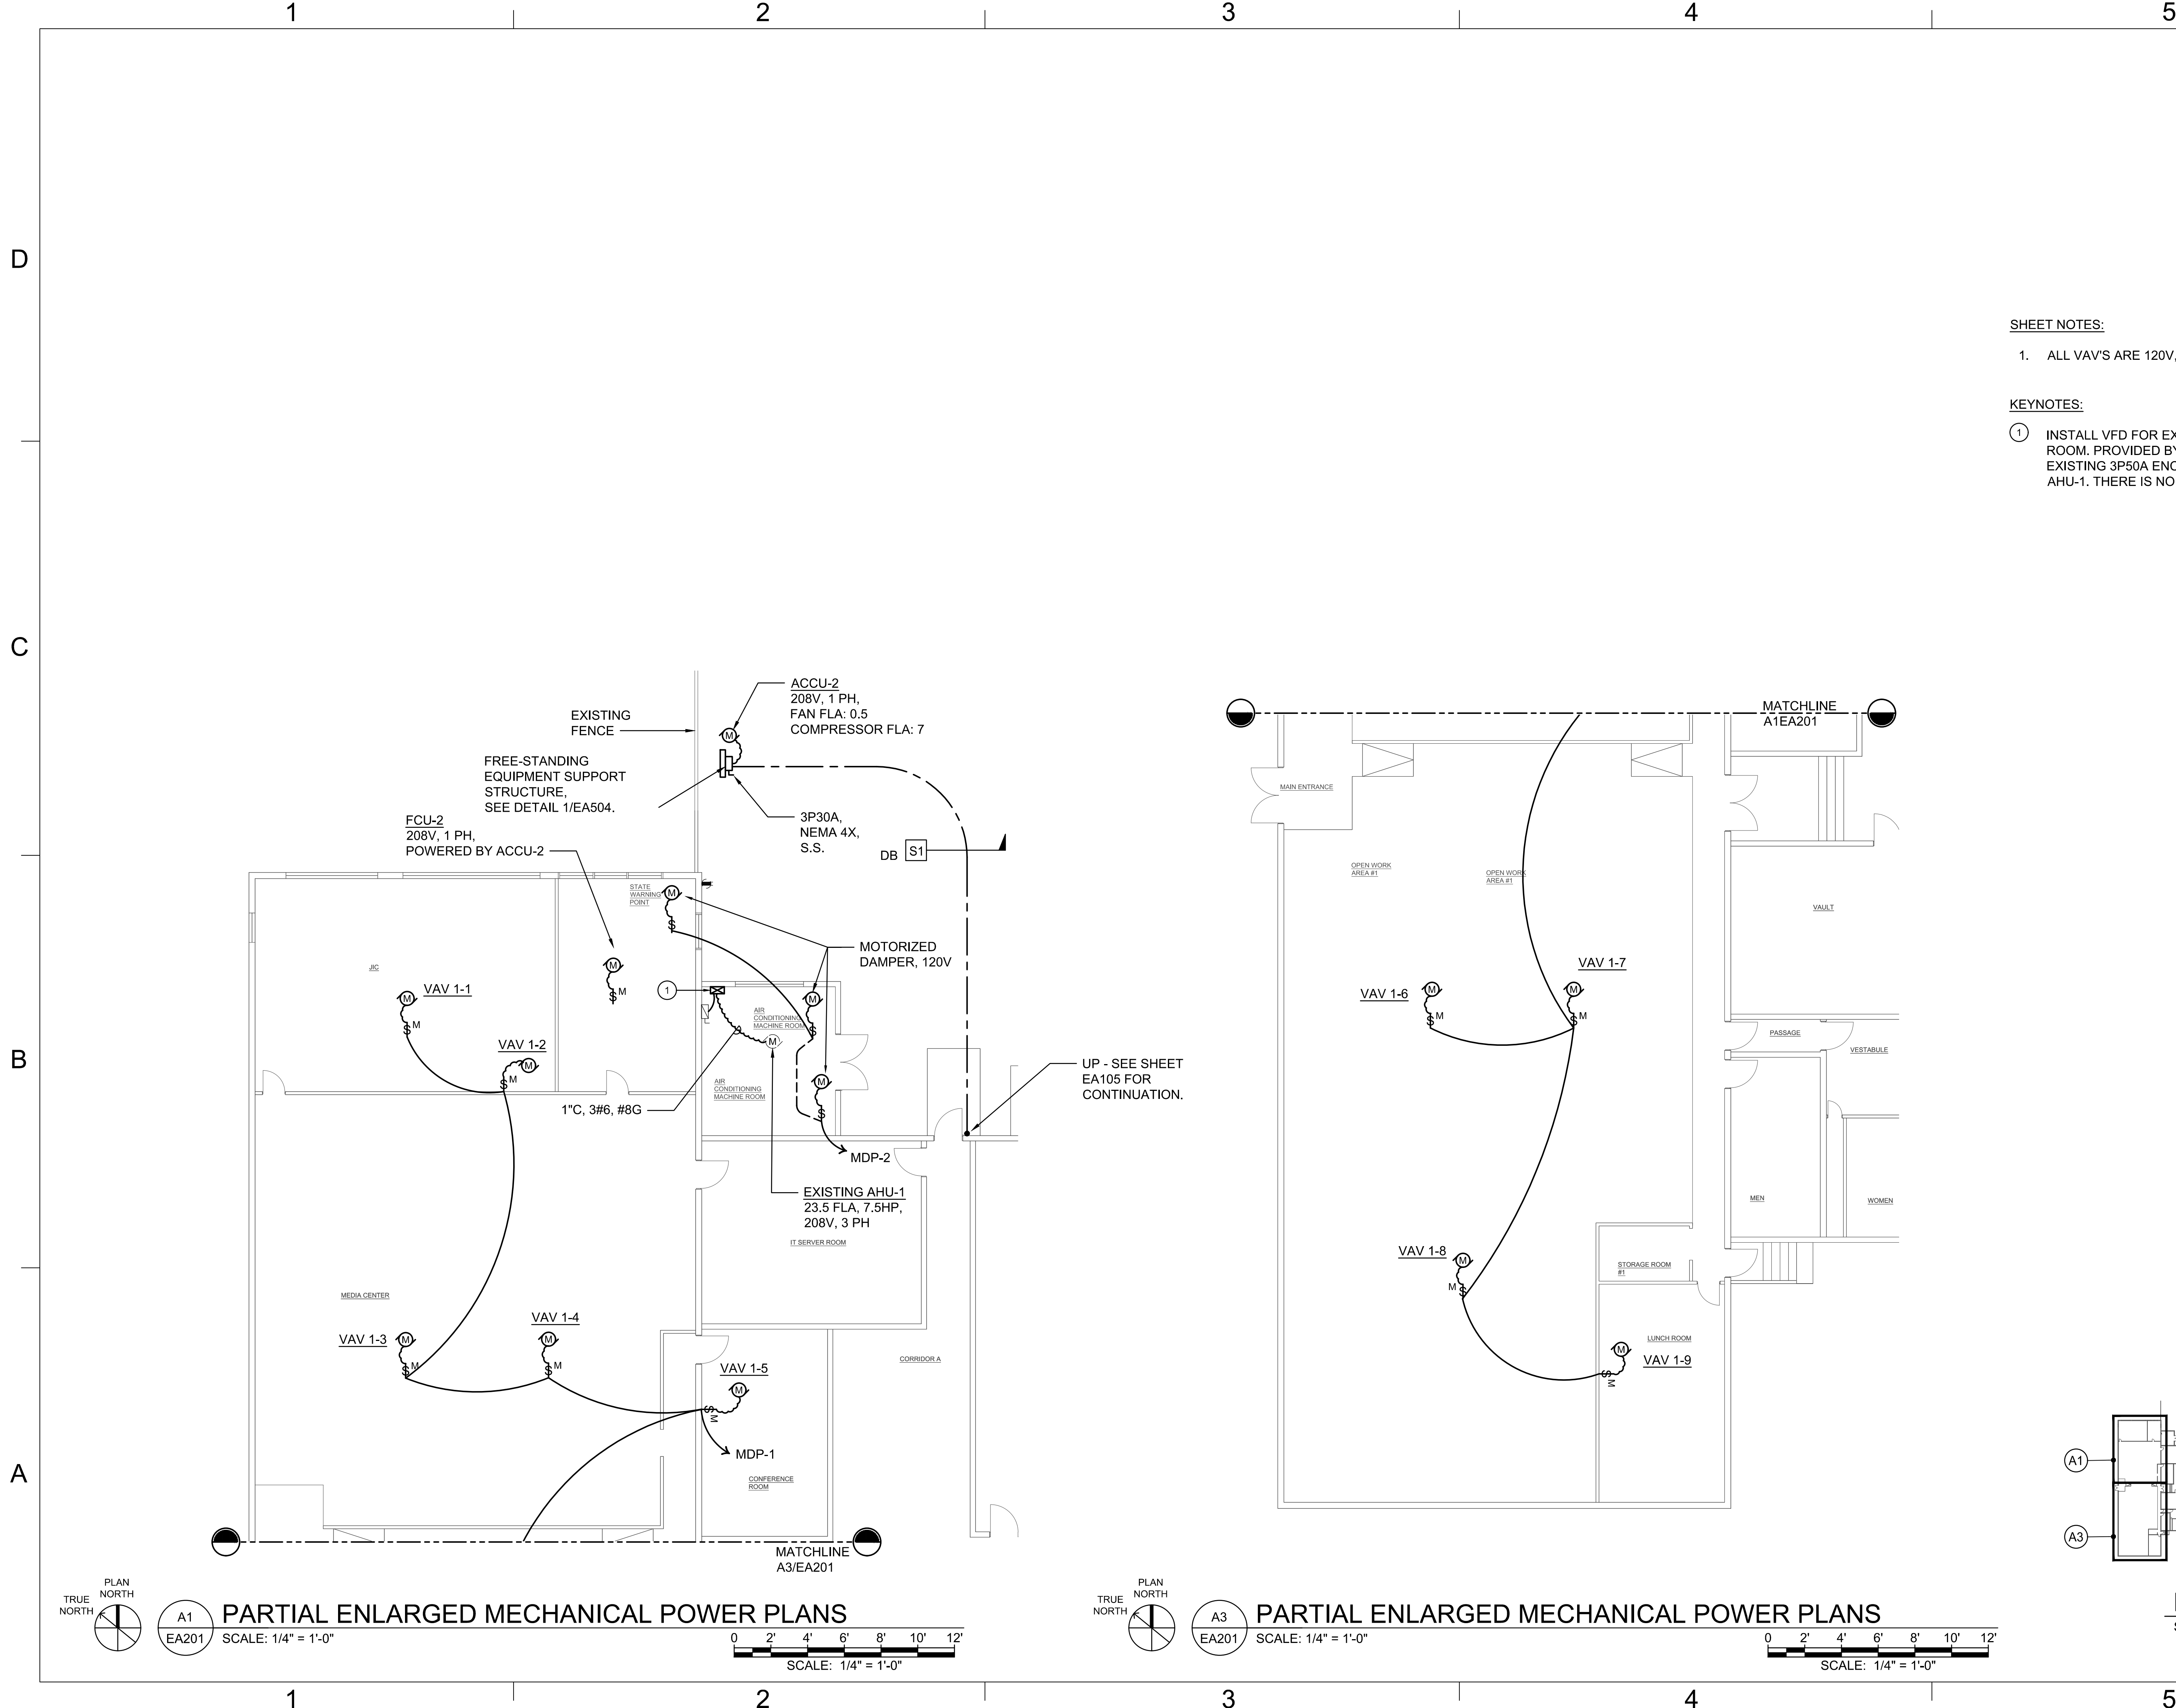 1 2 3 4 5
D
C
B
A
SHEET NOTES:
1. ALL VAV'S ARE 120V,
KEYNOTES:
1 INSTALL VFD FOR EX
ROOM. PROVIDED BY
EXISTING 3P50A ENC
AHU-1. THERE IS NO
ACCU-2
208V, 1 PH,
FAN FLA: 0.5
COMPRESSOR FLA: 7
EXISTING
FENCE
M
FREE-STANDING
EQUIPMENT SUPPORT
STRUCTURE,
SEE DETAIL 1/EA504.
3P30A,
NEMA 4X,
S.S.
DB S1
FCU-2
208V, 1 PH,
POWERED BY ACCU-2
STATE
WARNING
POINT
M
S
MOTORIZED
DAMPER, 120V
JIC
M
S M
VAV 1-1
M
S M
1
AIR
CONDITIONING
MACHINE ROOM
M
S
M
VAV 1-2
M
S M
AIR
CONDITIONING
MACHINE ROOM
M
S
1"C, 3#6, #8G
UP - SEE SHEET
EA105 FOR
CONTINUATION.
MDP-2
EXISTING AHU-1
23.5 FLA, 7.5HP,
208V, 3 PH
IT SERVER ROOM
MEDIA CENTER
VAV 1-3
M
S M
VAV 1-4
M
S M
CORRIDOR A
VAV 1-5
M
S M
MDP-1
CONFERENCE
ROOM
MATCHLINE
A3/EA201
TRUE
NORTH
PLAN
NORTH
A1
EA201
PARTIAL ENLARGED MECHANICAL POWER PLANS
SCALE: 1/4" = 1'-0"
0 2' 4' 6' 8' 10' 12'
SCALE: 1/4" = 1'-0"
MATCHLINE
A1EA201
MAIN ENTRANCE
OPEN WORK
AREA #1
OPEN WORK
AREA #1
VAULT
VAV 1-6
M
S M
VAV 1-7
M
S M
PASSAGE
VESTABULE
MEN
WOMEN
VAV 1-8
M
M S
STORAGE ROOM
#1
LUNCH ROOM
M
S M
VAV 1-9
A1
A3
TRUE
NORTH
PLAN
NORTH
A3
EA201
PARTIAL ENLARGED MECHANICAL POWER PLANS
SCALE: 1/4" = 1'-0"
0 2' 4' 6' 8' 10' 12'
SCALE: 1/4" = 1'-0"
1 2 3 4 5